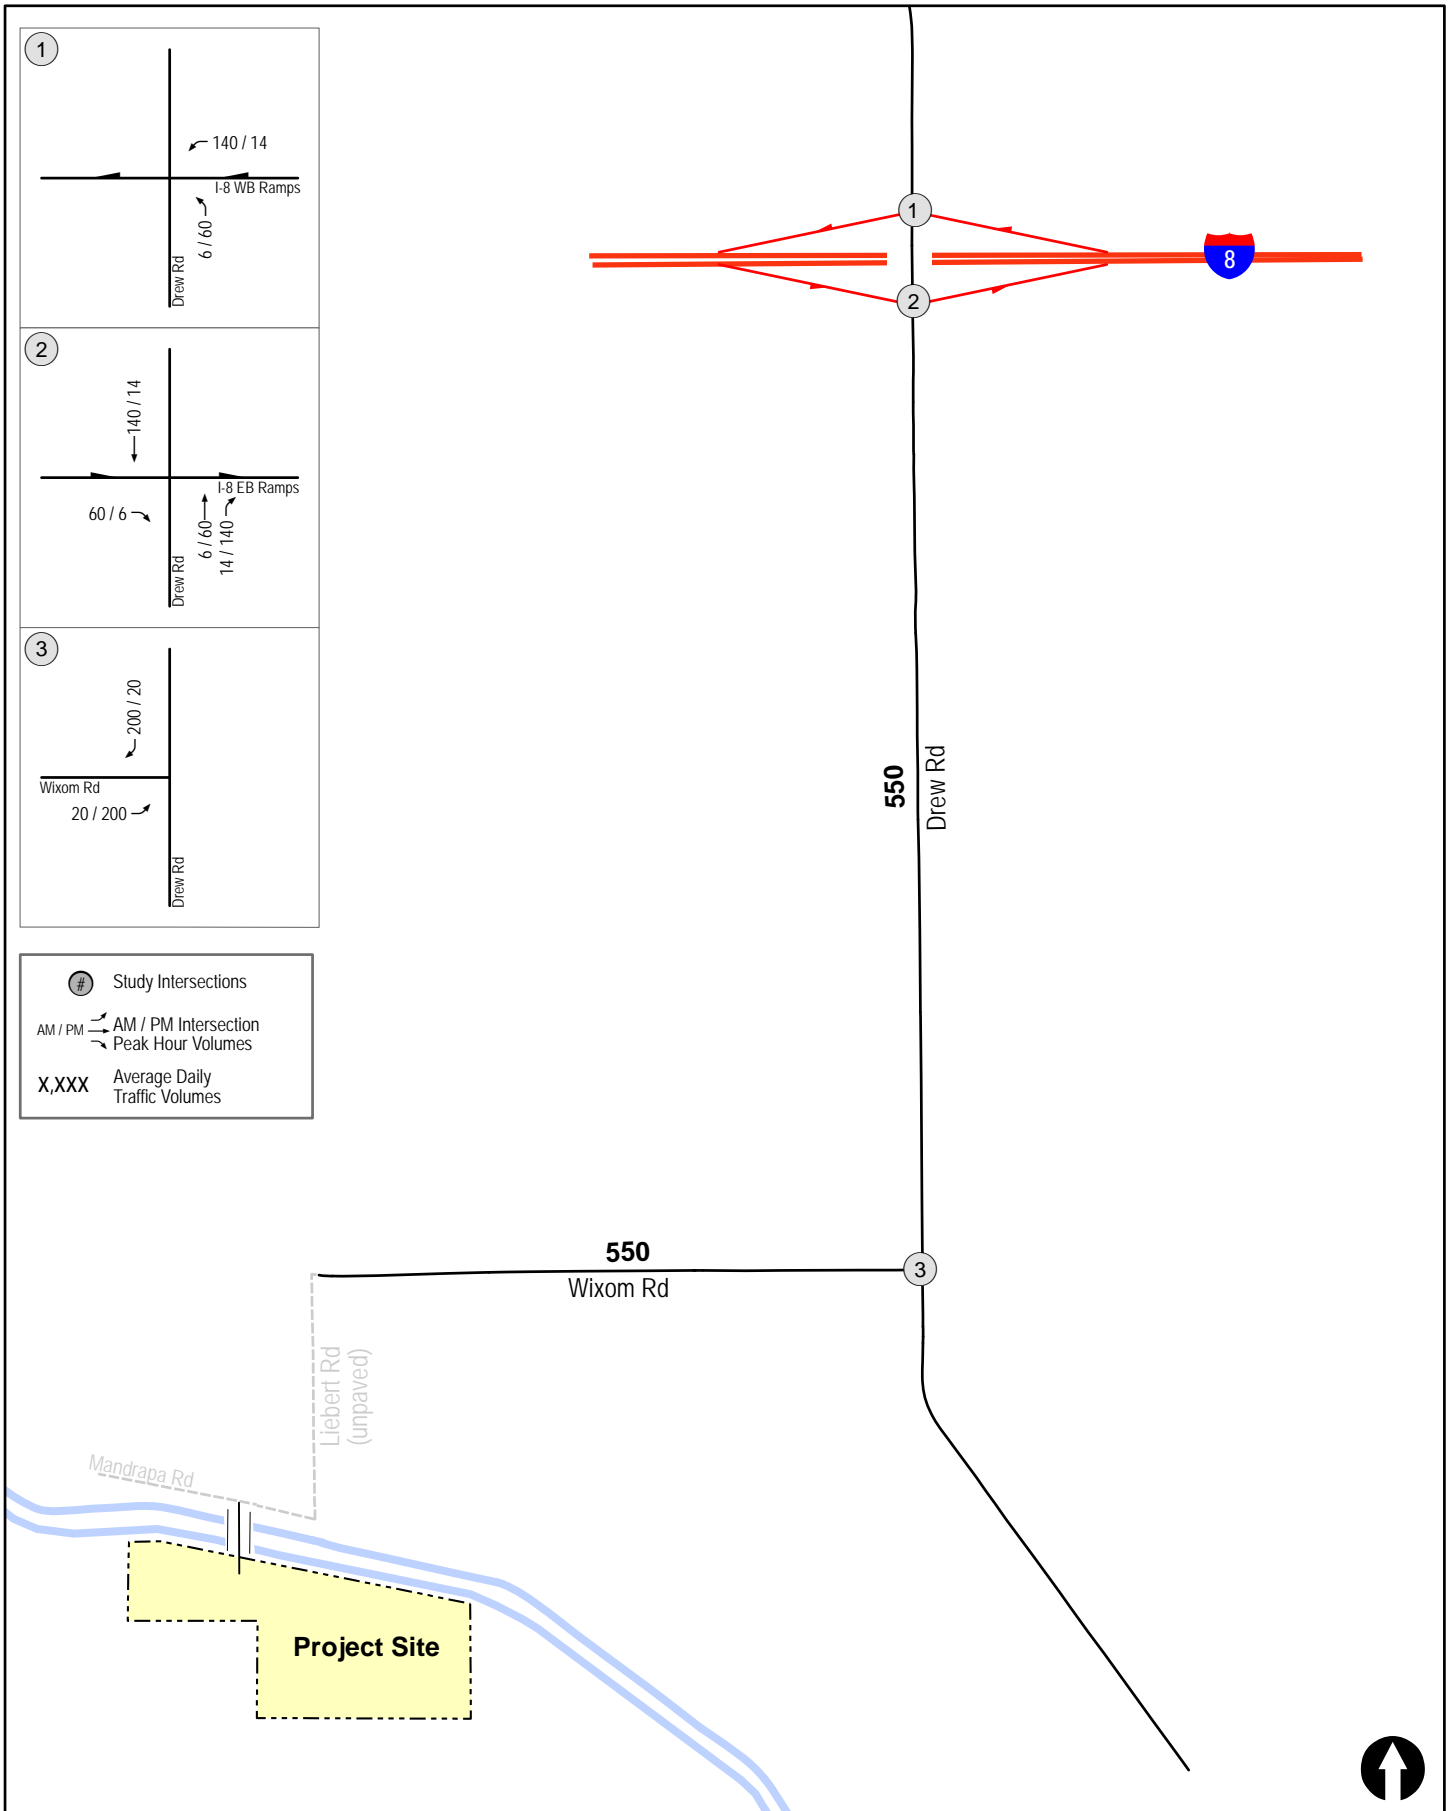 1
140 / 14
I-8 WB Ramps
6 / 60
Drew Rd
2
140 / 14
I-8 EB Ramps
60 / 6
6 / 60
14 / 140
Drew Rd
3
200 / 20
Wixom Rd
20 / 200
Drew Rd
# Study Intersections
AM / PM AM / PM Intersection
Peak Hour Volumes
X,XXX Average Daily
Traffic Volumes
1
8
2
550
Drew Rd
550
Wixom Rd
3
Liebert Rd
(unpaved)
Mandrapa Rd
Project Site